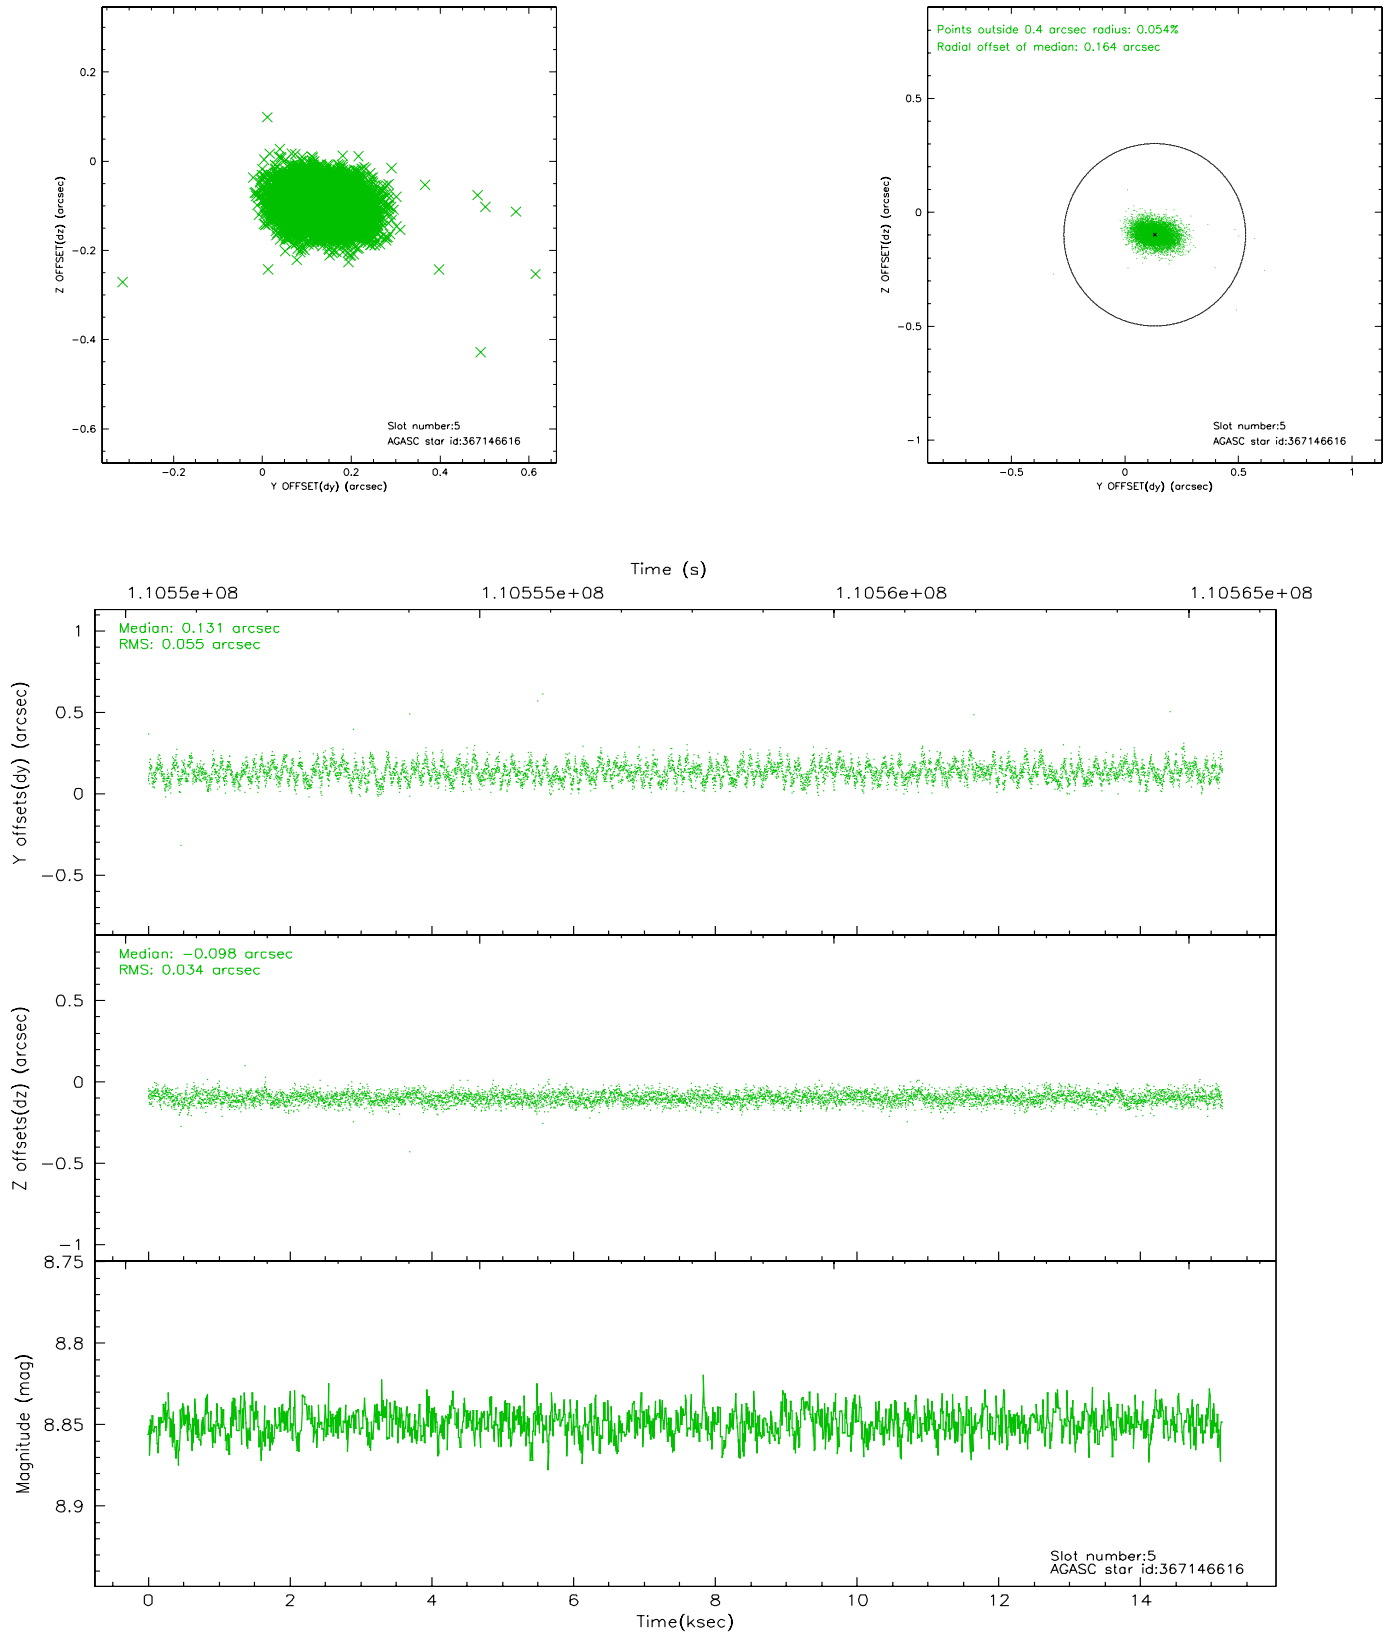 0.2
0
-0.2
-0.4
-0.6
Z OFFSET(dz) (arcsec)
Slot number:5
AGASC star id:367146616
-0.2 0 0.2 0.4 0.6
Y OFFSET(dy) (arcsec)
Points outside 0.4 arcsec radius: 0.054%
Radial offset of median: 0.164 arcsec
0.5
0
-0.5
-1
Z OFFSET(dz) (arcsec)
Slot number:5
AGASC star id:367146616
-0.5 0 0.5 1
Y OFFSET(dy) (arcsec)
Time (s)
1.1055e+08 1.10555e+08 1.1056e+08 1.10565e+08
Median: 0.131 arcsec
RMS: 0.055 arcsec
1
0.5
0
-0.5
Y offsets(dy) (arcsec)
Median: -0.098 arcsec
RMS: 0.034 arcsec
0.5
0
-0.5
-1
Z offsets(dz) (arcsec)
8.75
8.8
8.85
8.9
Magnitude (mag)
Slot number:5
AGASC star id:367146616
0 2 4 6 8 10 12 14
Time(ksec)